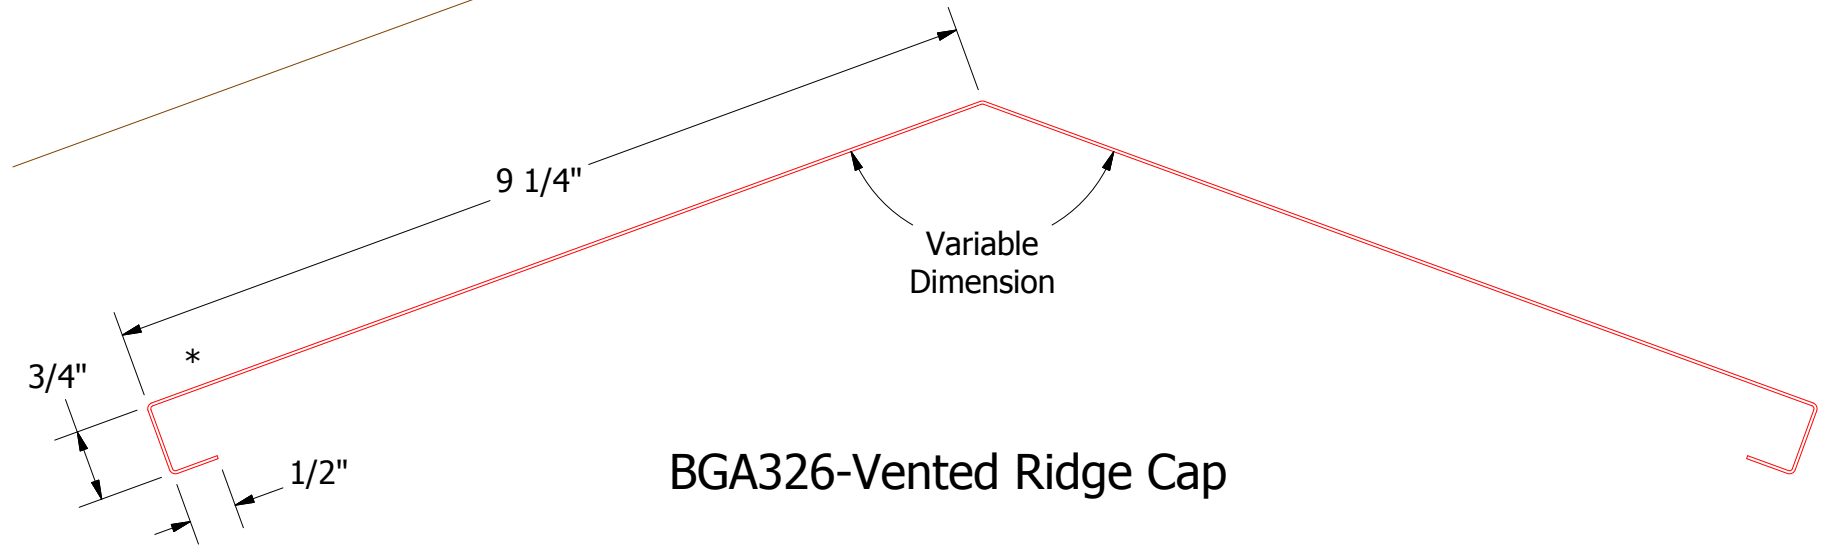 9 1/4"
Variable
Dimension
*
3/4"
1/2"
BGA326-Vented Ridge Cap